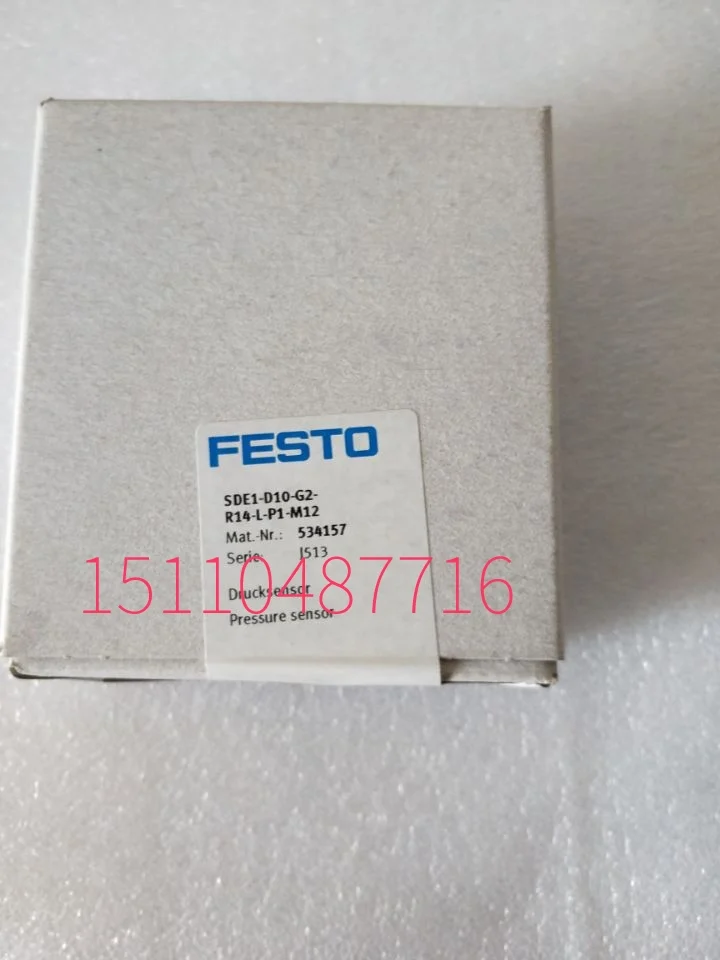 FESTO
SDE1-D10-G2-
R14-L-P1-M12
Mat.-Nr.: 534157
Serie: J513
15110487716
Drucksensor
Pressure sensor